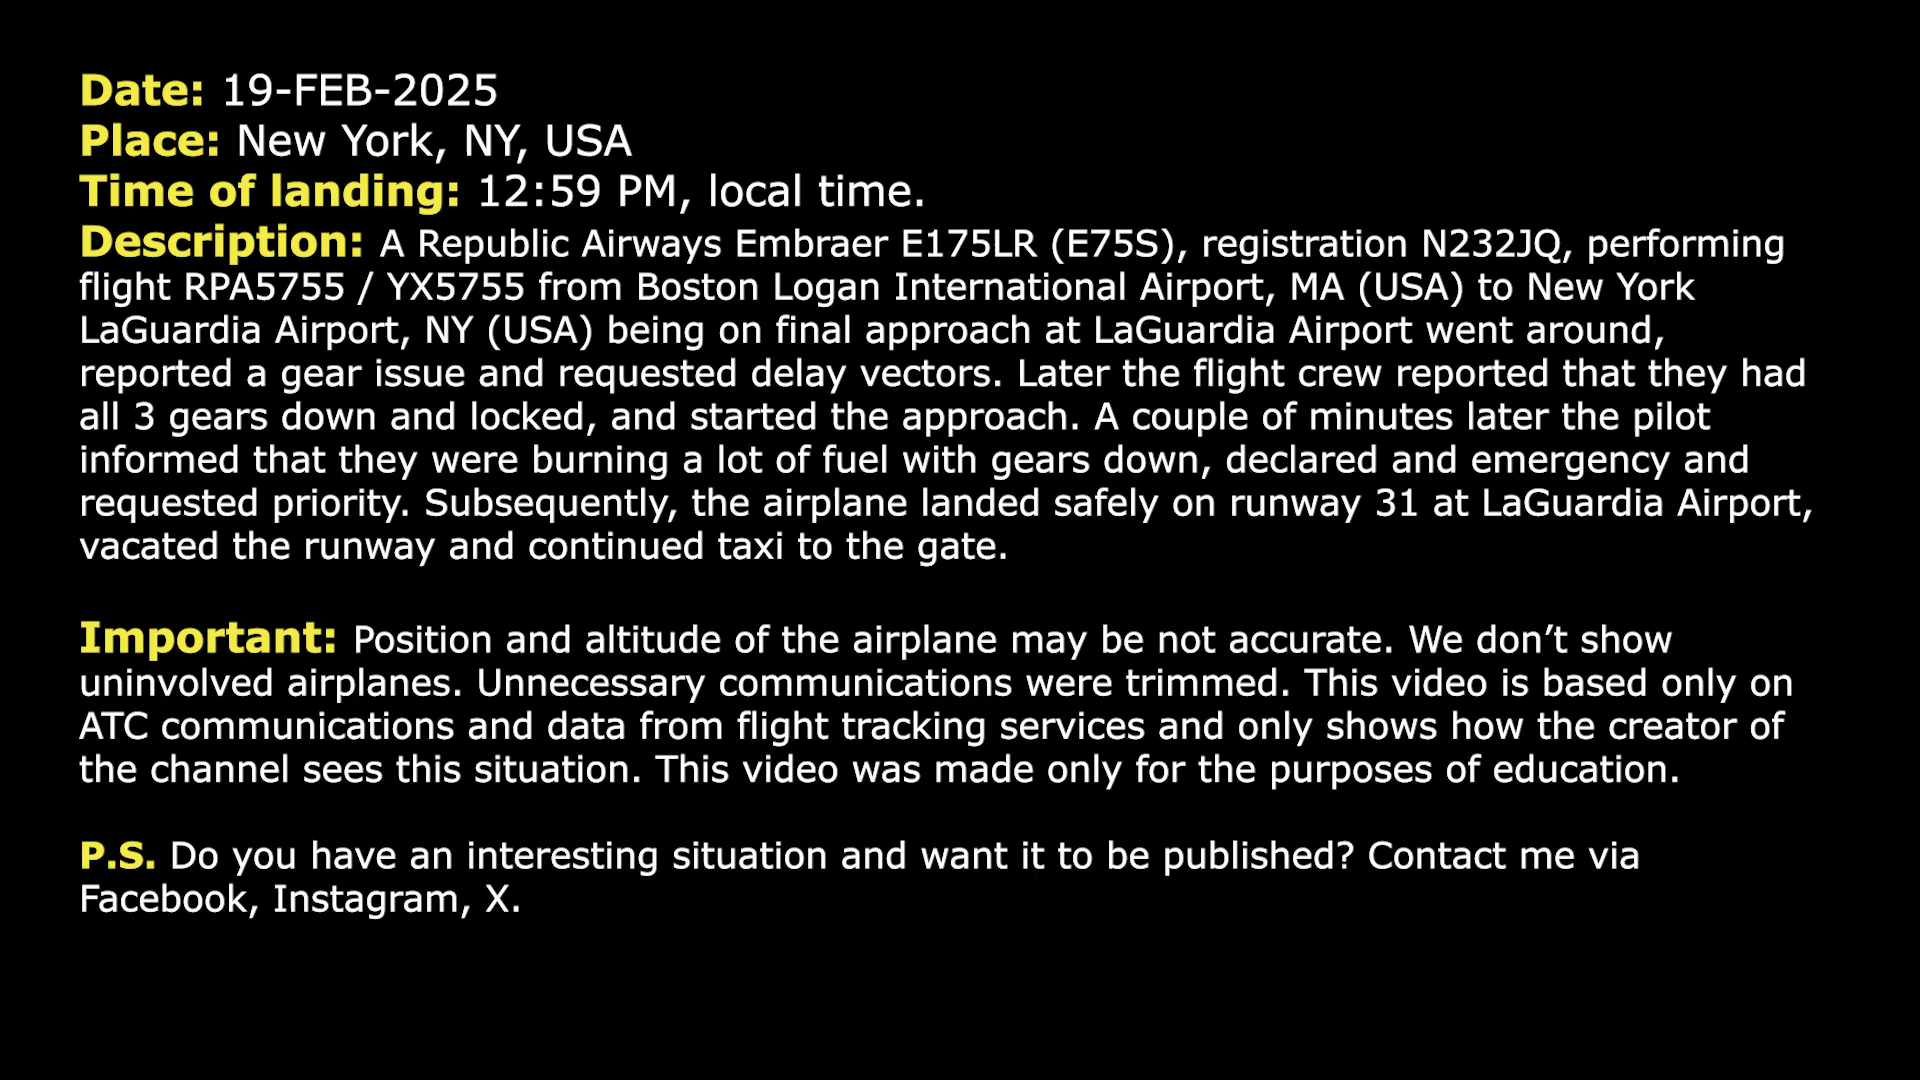 Date: 19-FEB-2025
Place: New York, NY, USA
Time of landing: 12:59 PM, local time.
Description: A Republic Airways Embraer E175LR (E75S), registration N232JQ, performing
flight RPA5755 / YX5755 from Boston Logan International Airport, MA (USA) to New York
LaGuardia Airport, NY (USA) being on final approach at LaGuardia Airport went around,
reported a gear issue and requested delay vectors. Later the flight crew reported that they had
all 3 gears down and locked, and started the approach. A couple of minutes later the pilot
informed that they were burning a lot of fuel with gears down, declared and emergency and
requested priority. Subsequently, the airplane landed safely on runway 31 at LaGuardia Airport,
vacated the runway and continued taxi to the gate.
Important: Position and altitude of the airplane may be not accurate. We don’t show
uninvolved airplanes. Unnecessary communications were trimmed. This video is based only on
ATC communications and data from flight tracking services and only shows how the creator of
the channel sees this situation. This video was made only for the purposes of education.
P.S. Do you have an interesting situation and want it to be published? Contact me via
Facebook, Instagram, X.